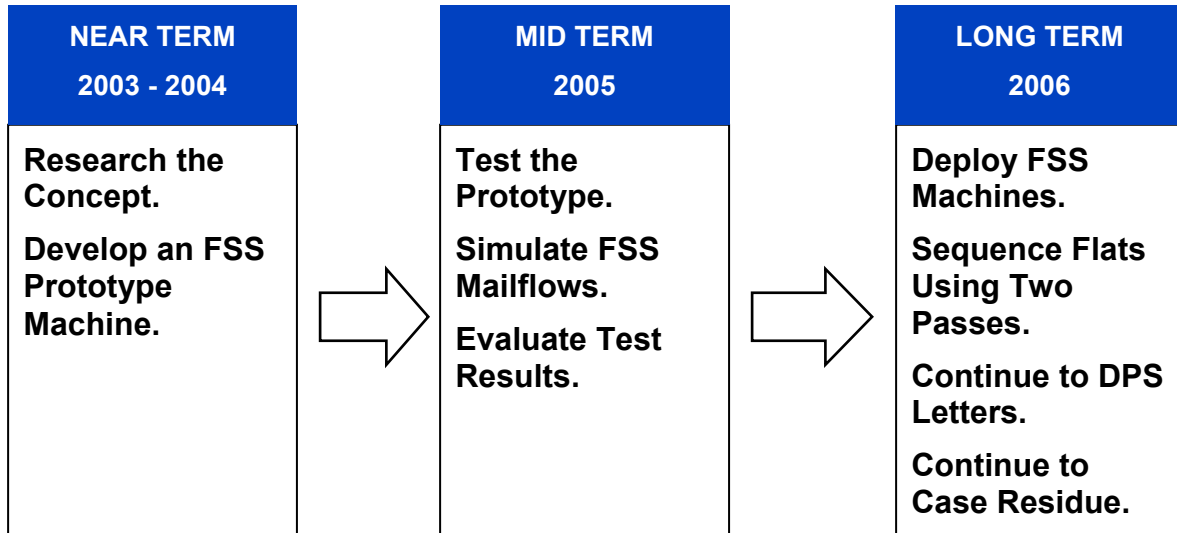 NEAR TERM
2003 - 2004
Research the
Concept.
Develop an FSS
Prototype
Machine.
MID TERM
2005
Test the
Prototype.
Simulate FSS
Mailflows.
Evaluate Test
Results.
LONG TERM
2006
Deploy FSS
Machines.
Sequence Flats
Using Two
Passes.
Continue to DPS
Letters.
Continue to
Case Residue.